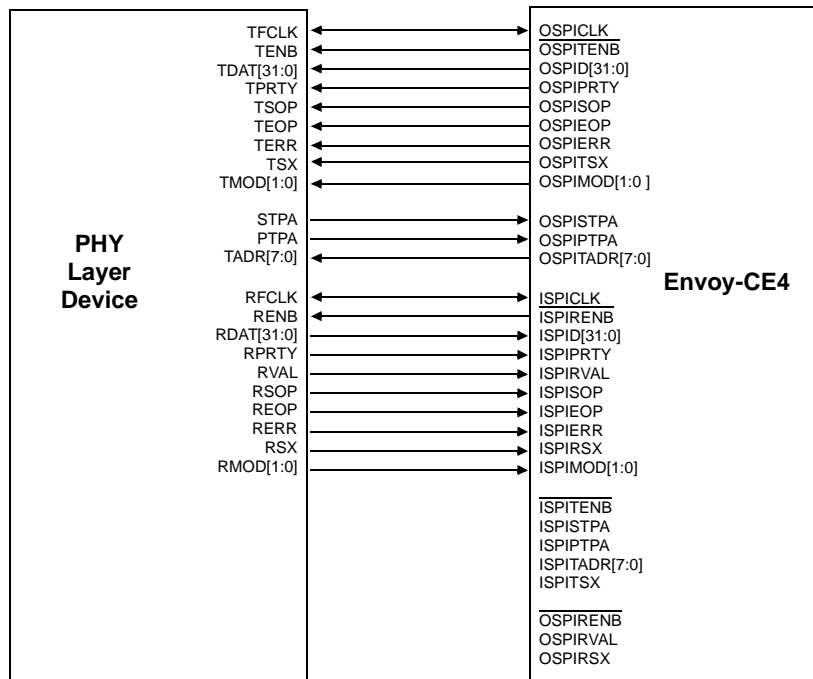 TFCLK OSPICLK
TENB OSPITENB
TDAT[31:0] OSPID[31:0]
TPRTY OSPIPRTY
TSOP OSPISOP
TEOP OSPIEOP
TERR OSPIERR
TSX OSPITSX
TMOD[1:0] OSPIMOD[1:0 ]
STPA OSPISTPA
PTPA OSPIPTPA
TADR[7:0] OSPITADR[7:0]
PHY
Layer
Device
Envoy-CE4
RFCLK ISPICLK
RENB ISPIRENB
RDAT[31:0] ISPID[31:0]
RPRTY ISPIPRTY
RVAL ISPIRVAL
RSOP ISPISOP
REOP ISPIEOP
RERR ISPIERR
RSX ISPIRSX
RMOD[1:0] ISPIMOD[1:0]
ISPITENB
ISPISTPA
ISPIPTPA
ISPITADR[7:0]
ISPITSX
OSPIRENB
OSPIRVAL
OSPIRSX